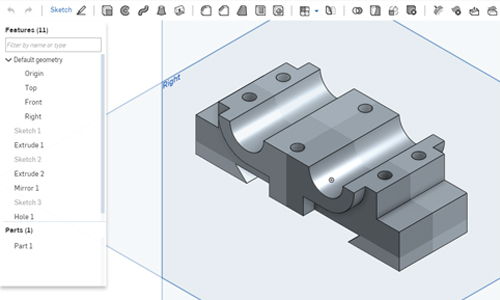 Sketch
Features (11)
Filter by name or type
Default geometry
Origin
Top
Front
Right
Sketch 1
Extrude 1
Sketch 2
Extrude 2
Mirror 1
Sketch 3
Hole 1
Parts (1)
Part 1
Right